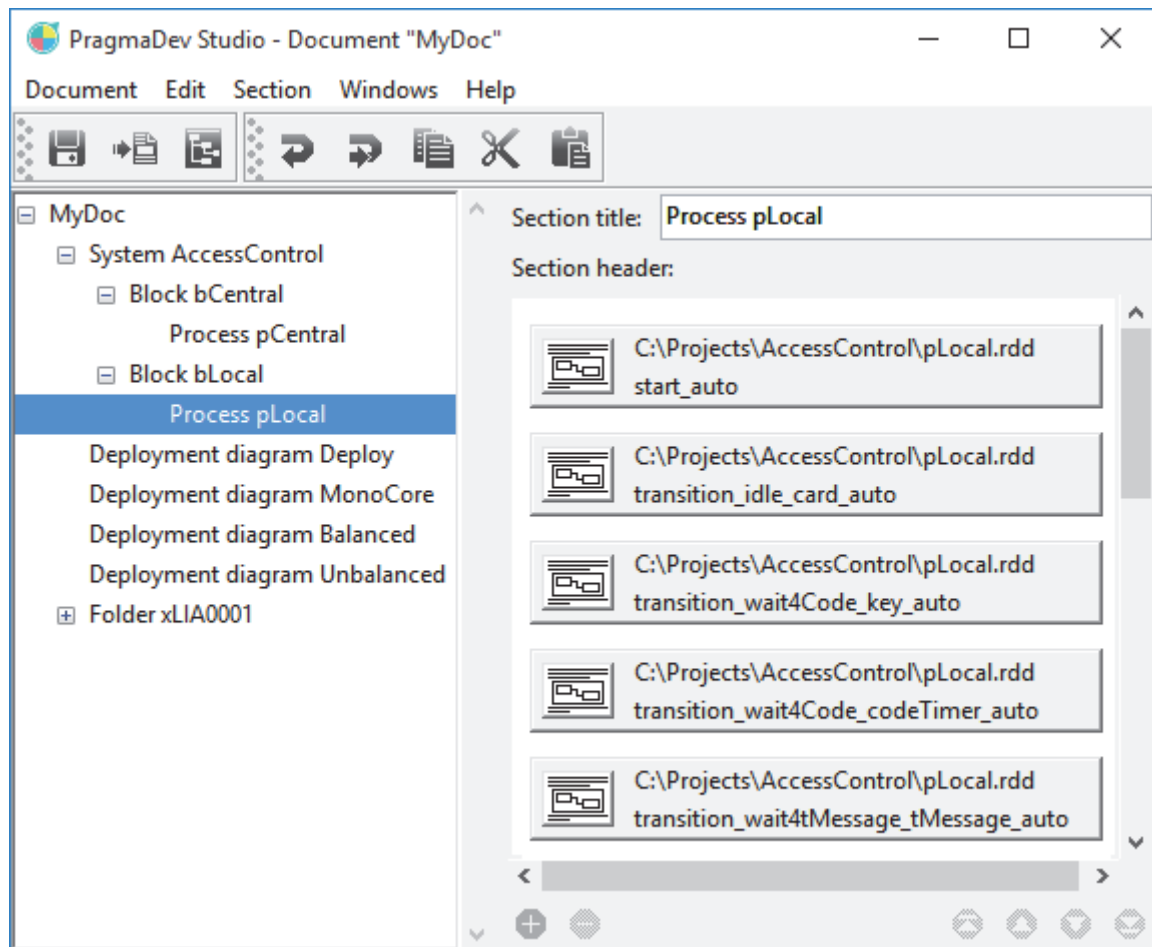 PragmaDev Studio - Document "MyDoc"
Document Edit Section Windows Help
MyDoc
System AccessControl
Block bCentral
Process pCentral
Block bLocal
Process pLocal
Deployment diagram Deploy
Deployment diagram MonoCore
Deployment diagram Balanced
Deployment diagram Unbalanced
Folder xLIA0001
Section title: Process pLocal
Section header:
C:\Projects\AccessControl\pLocal.rdd
start_auto
C:\Projects\AccessControl\pLocal.rdd
transition_idle_card_auto
C:\Projects\AccessControl\pLocal.rdd
transition_wait4Code_key_auto
C:\Projects\AccessControl\pLocal.rdd
transition_wait4Code_codeTimer_auto
C:\Projects\AccessControl\pLocal.rdd
transition_wait4tMessage_tMessage_auto